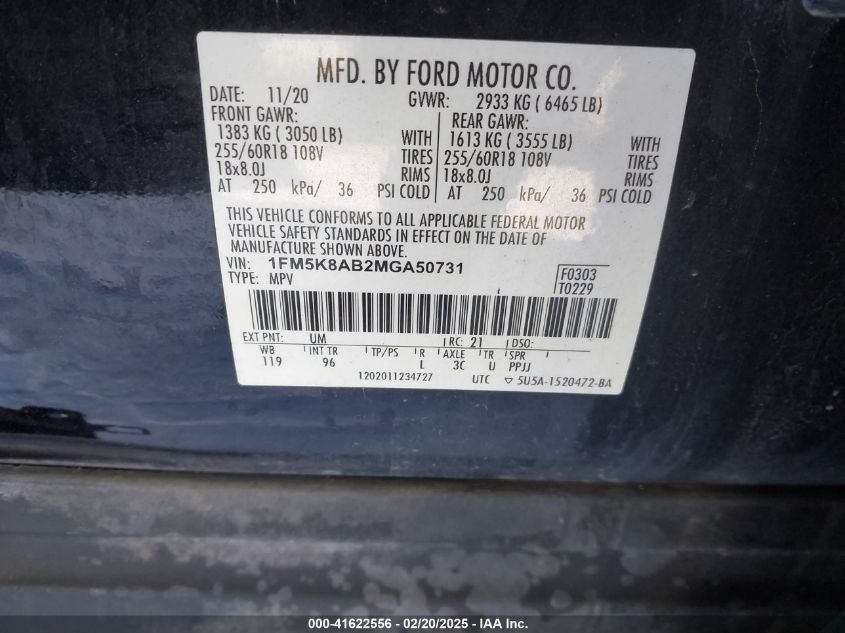 MFD. BY FORD MOTOR CO.
DATE: 11/20 GVWR: 2933 KG ( 6465 LB)
FRONT GAWR: REAR GAWR:
1383 KG ( 3050 LB) WITH 1613 KG ( 3555 LB) WITH
255/60R18 108V TIRES 255/60R18 108V TIRES
18x8.0J RIMS 18x8.0J RIMS
AT 250 kPa/ 36 PSI COLD AT 250 kPa/ 36 PSI COLD
THIS VEHICLE CONFORMS TO ALL APPLICABLE FEDERAL MOTOR
VEHICLE SAFETY STANDARDS IN EFFECT ON THE DATE OF
MANUFACTURE SHOWN ABOVE.
VIN: 1FM5K8AB2MGA50731 F0303
TYPE: MPV T0229
EXT PNT: UM RC: 21 DSO:
WB INT TR TP/PS R AXLE TR SPR
119 96 L 3C U PPJJ
1202011234727 UTC ▽ 5U5A-1520472-BA
000-41622556 - 02/20/2025 - IAA Inc.